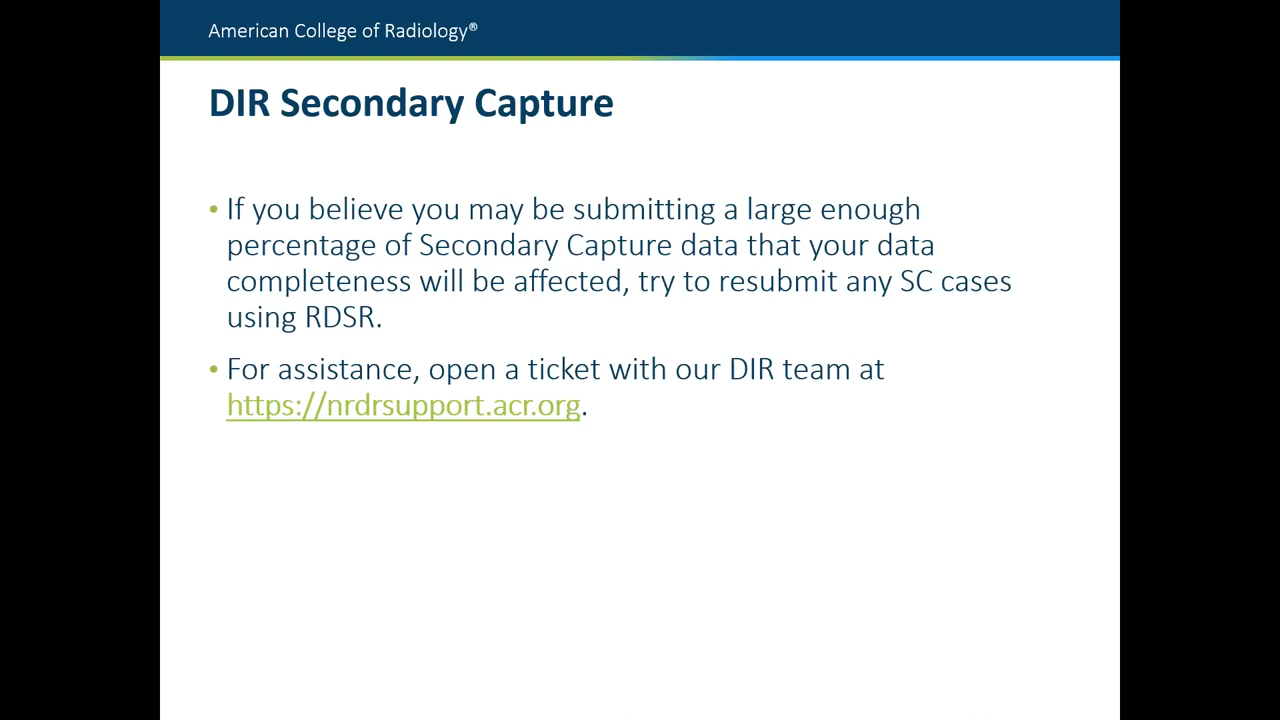 American College of Radiology®
DIR Secondary Capture
• If you believe you may be submitting a large enough
percentage of Secondary Capture data that your data
completeness will be affected, try to resubmit any SC cases
using RDSR.
• For assistance, open a ticket with our DIR team at
https://nrdrsupport.acr.org.